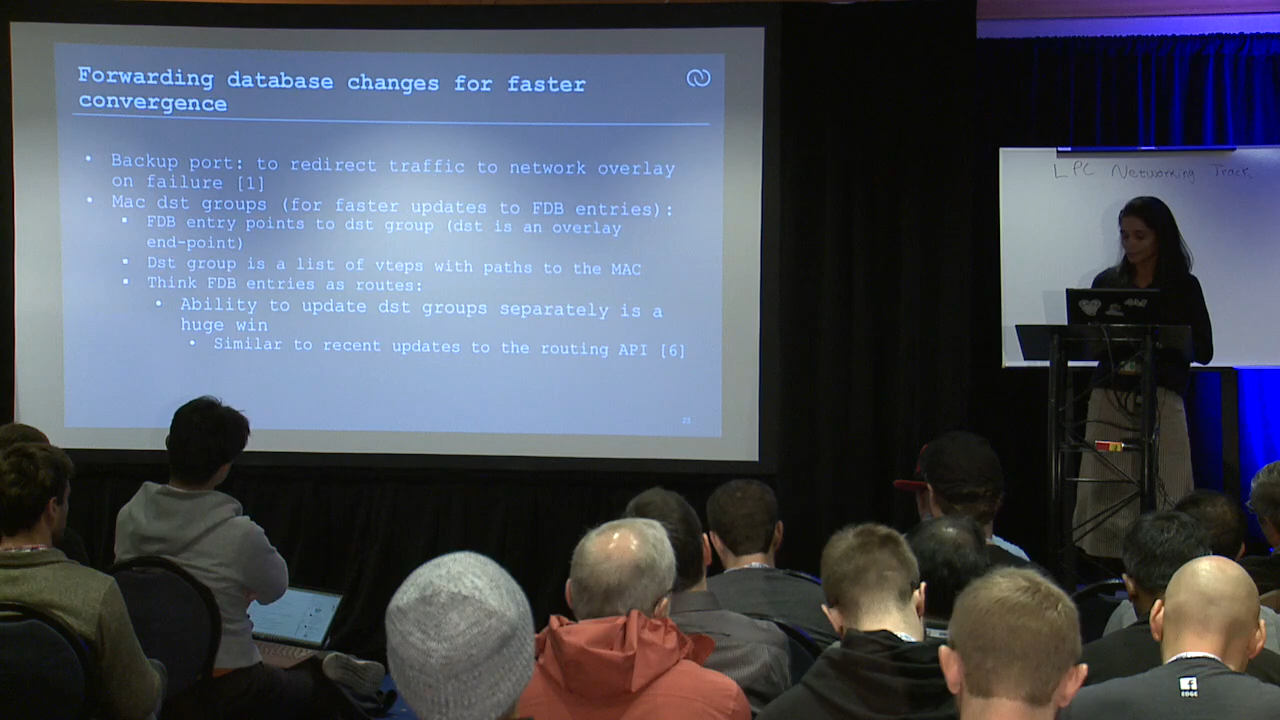 Forwarding database changes for faster
convergence
• Backup port: to redirect traffic to network overlay
on failure [1]
• Mac dst groups (for faster updates to FDB entries):
▪ FDB entry points to dst group (dst is an overlay
end-point)
▪ Dst group is a list of vteps with paths to the MAC
▪ Think FDB entries as routes:
• Ability to update dst groups separately is a
huge win
• Similar to recent updates to the routing API [6]
LPC Networking Track
f
EDGE